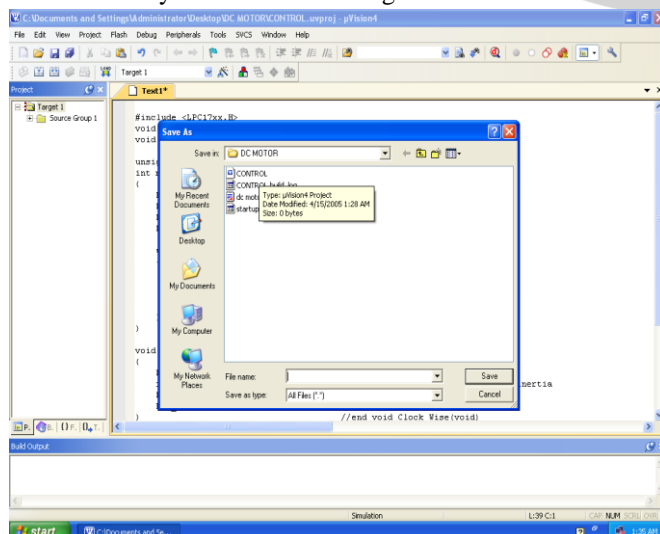 C:\Documents and Settings\Administrator\Desktop\DC MOTOR\CONTROL.uvproj - µVision4
File Edit View Project Flash Debug Peripherals Tools SVCS Window Help
Target 1
Project
Text1*
Target 1
Source Group 1
#include <LPC17xx.H>
void
void
int
Save As
Save in:
DC MOTOR
CONTROL
CONTROL
startup
Type: µVision4 Project
Date Modified: 4/15/2005 1:28 AM
Size: 0 bytes
My Recent
Documents
Desktop
My Documents
My Computer
My Network
Places
File name:
Save
Save as type:
All Files (*.*)
Cancel
void
//end void Clock Wise(void)
Build Output
Simulation
L:39 C:1
CAP NUM SCRL OVR
start
C:\Documents and Se...
1:35 AM